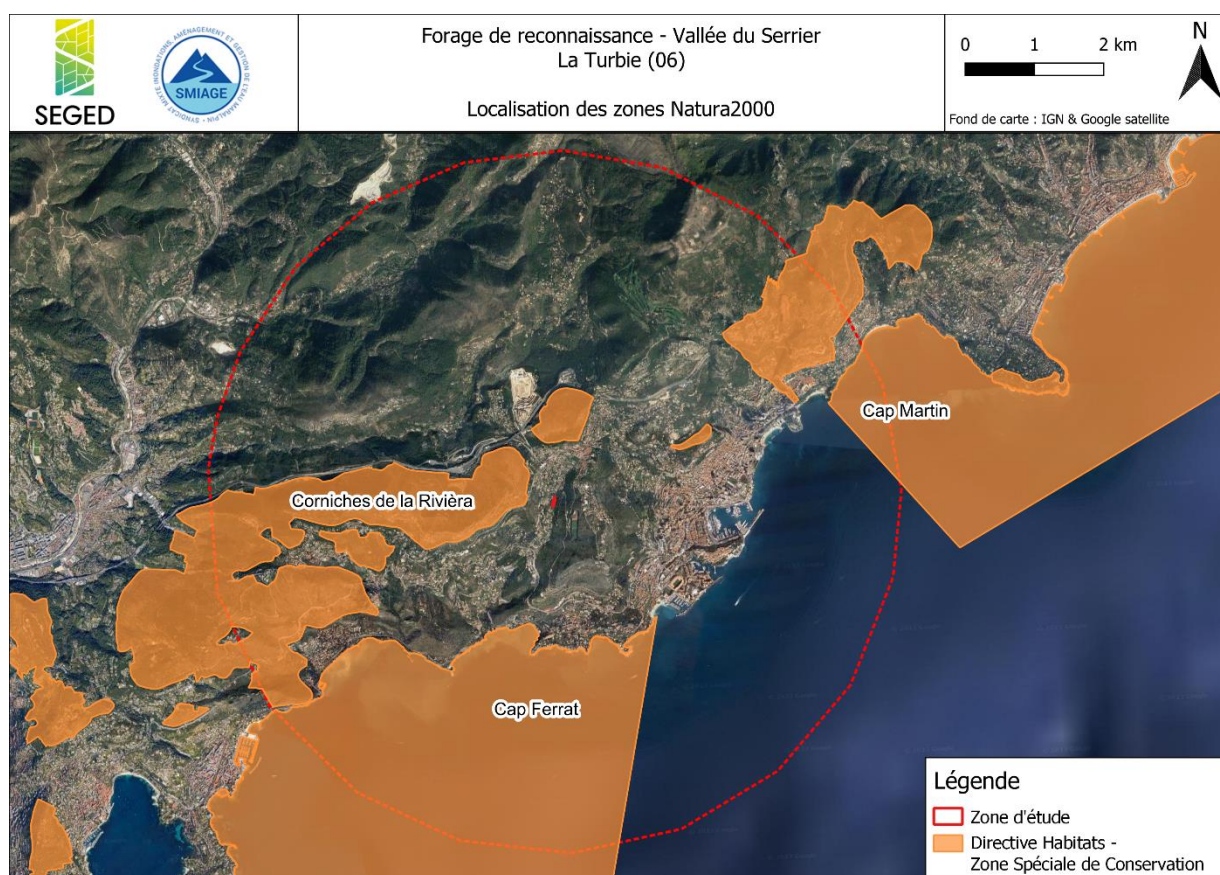 SEGED
SYNDICAT MIXTE INONDATIONS, AMÉNAGEMENT ET GESTION DE L'EAU MARALPIN
SMIAGE
Forage de reconnaissance - Vallée du Serrier
La Turbie (06)
Localisation des zones Natura2000
0 1 2 km
N
Fond de carte : IGN & Google satellite
Cap Martin
Corniches de la Rivièra
Cap Ferrat
Légende
Zone d'étude
Directive Habitats -
Zone Spéciale de Conservation